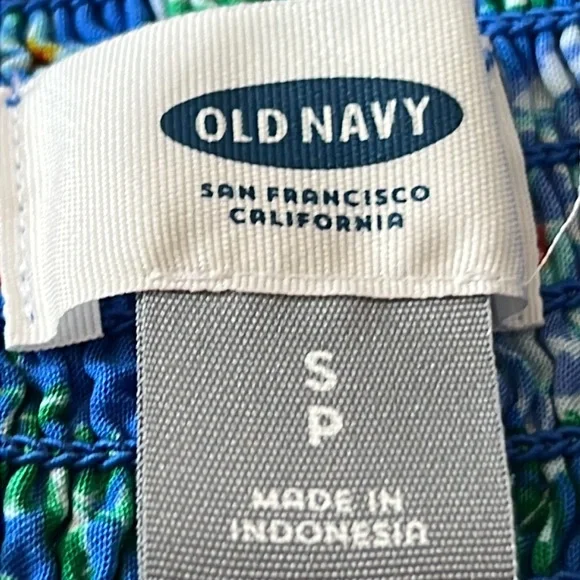 OLD NAVY
SAN FRANCISCO
CALIFORNIA
S
P
MADE IN
INDONESIA